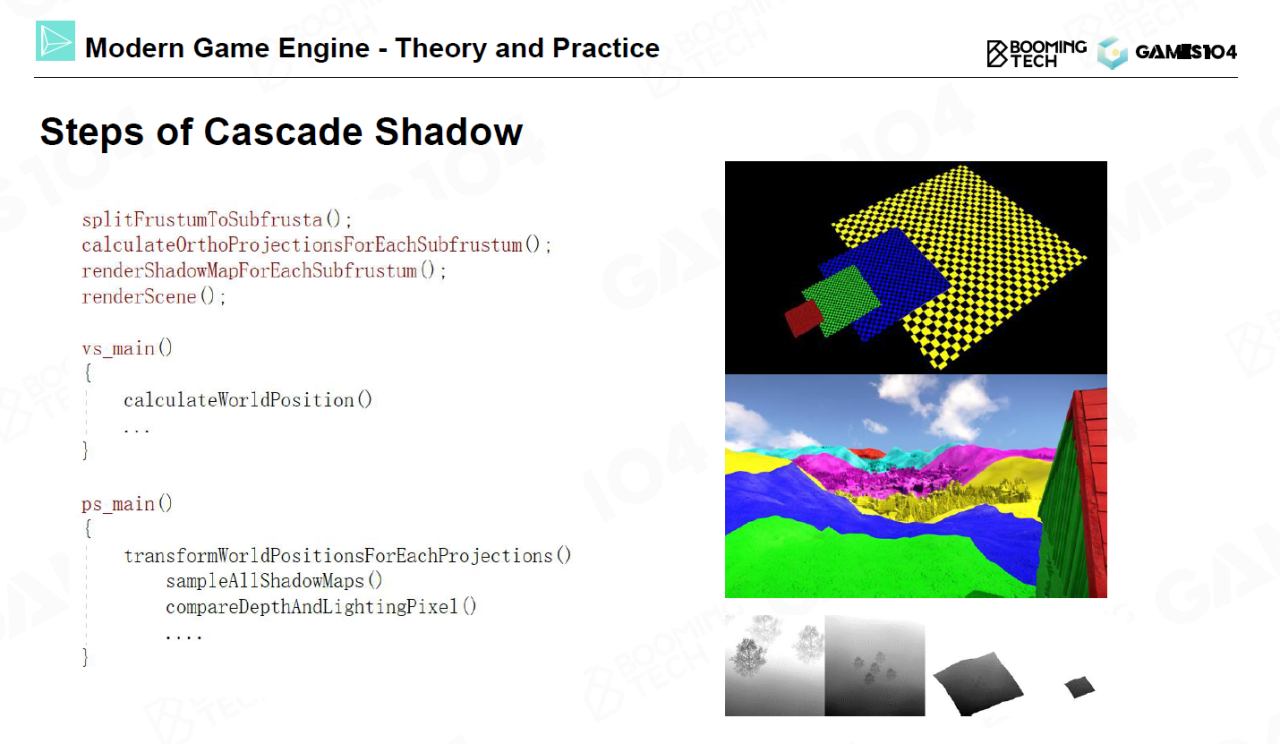 Modern Game Engine - Theory and Practice
BOOMING
TECH
GAMES104
Steps of Cascade Shadow
splitFrustumToSubfrusta();
calculateOrthoProjectionsForEachSubfrustum();
renderShadowMapForEachSubfrustum();
renderScene();
vs_main()
{
calculateWorldPosition()
...
}
ps_main()
{
transformWorldPositionsForEachProjections()
sampleAllShadowMaps()
compareDepthAndLightingPixel()
....
}